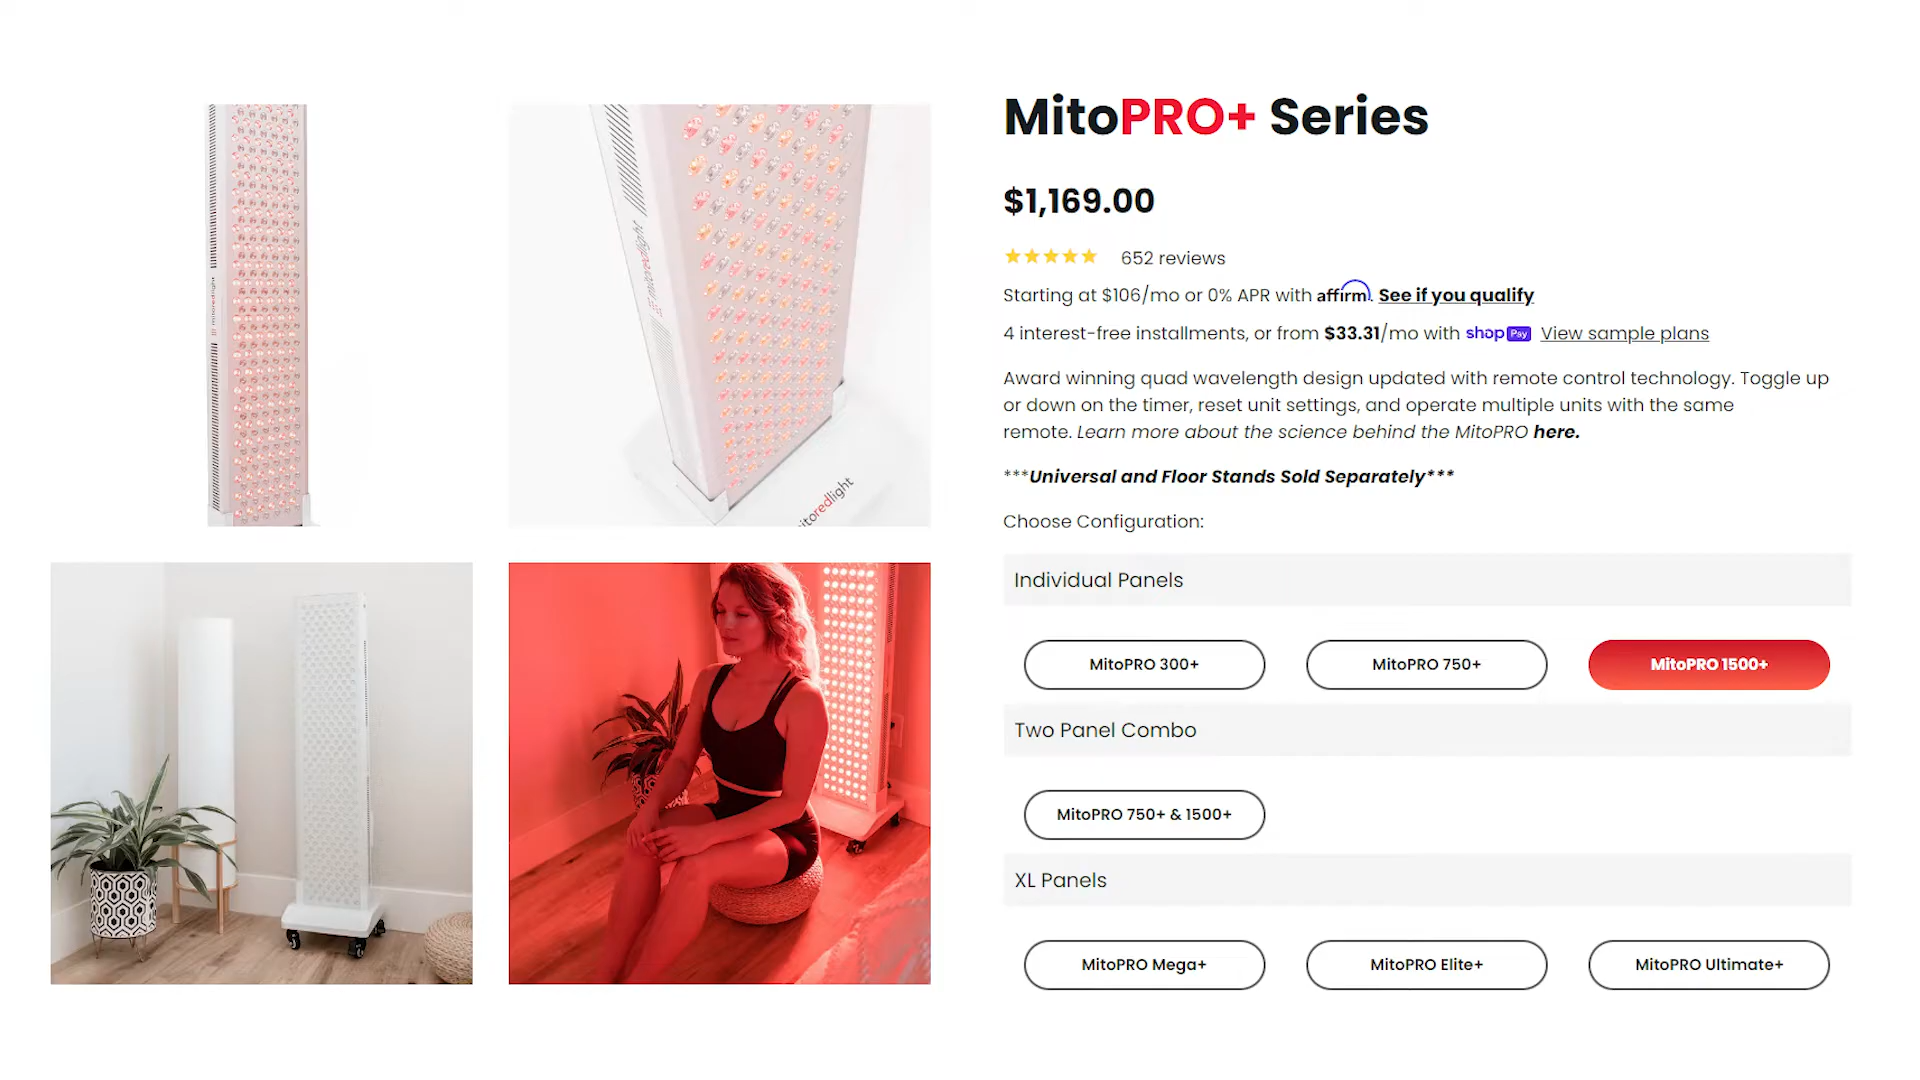 MitoPRO+ Series
$1,169.00
652 reviews
Starting at $106/mo or 0% APR with affirm. See if you qualify
4 interest-free installments, or from $33.31/mo with shop Pay View sample plans
Award winning quad wavelength design updated with remote control technology. Toggle up
or down on the timer, reset unit settings, and operate multiple units with the same
remote. Learn more about the science behind the MitoPRO here.
***Universal and Floor Stands Sold Separately***
Choose Configuration:
Individual Panels
MitoPRO 300+
MitoPRO 750+
MitoPRO 1500+
Two Panel Combo
MitoPRO 750+ & 1500+
XL Panels
MitoPRO Mega+
MitoPRO Elite+
MitoPRO Ultimate+
mitoredlight
mitoredlight
itoredlight